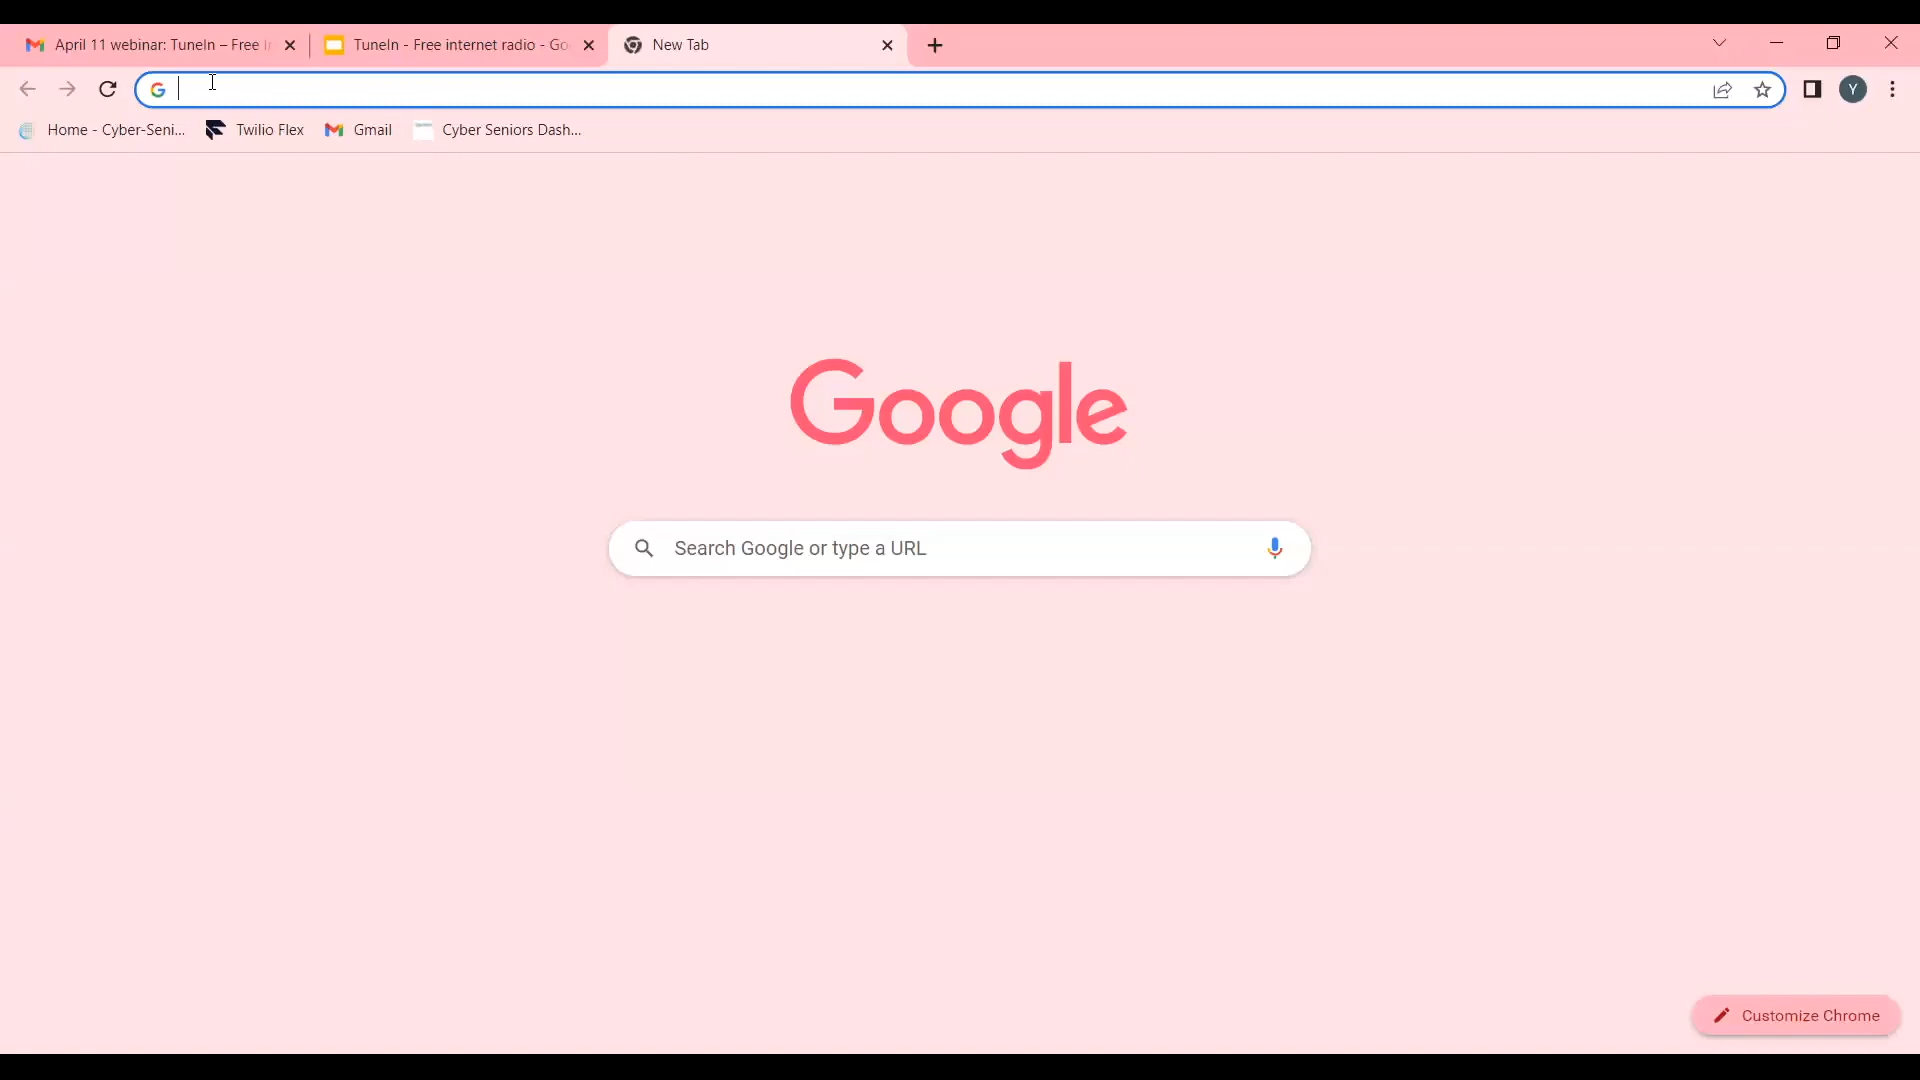 April 11 webinar: TuneIn – Free
TuneIn - Free internet radio - Go
New Tab
Y
Home - Cyber-Seni...
Twilio Flex
Gmail
Cyber Seniors Dash...
Google
Search Google or type a URL
Customize Chrome